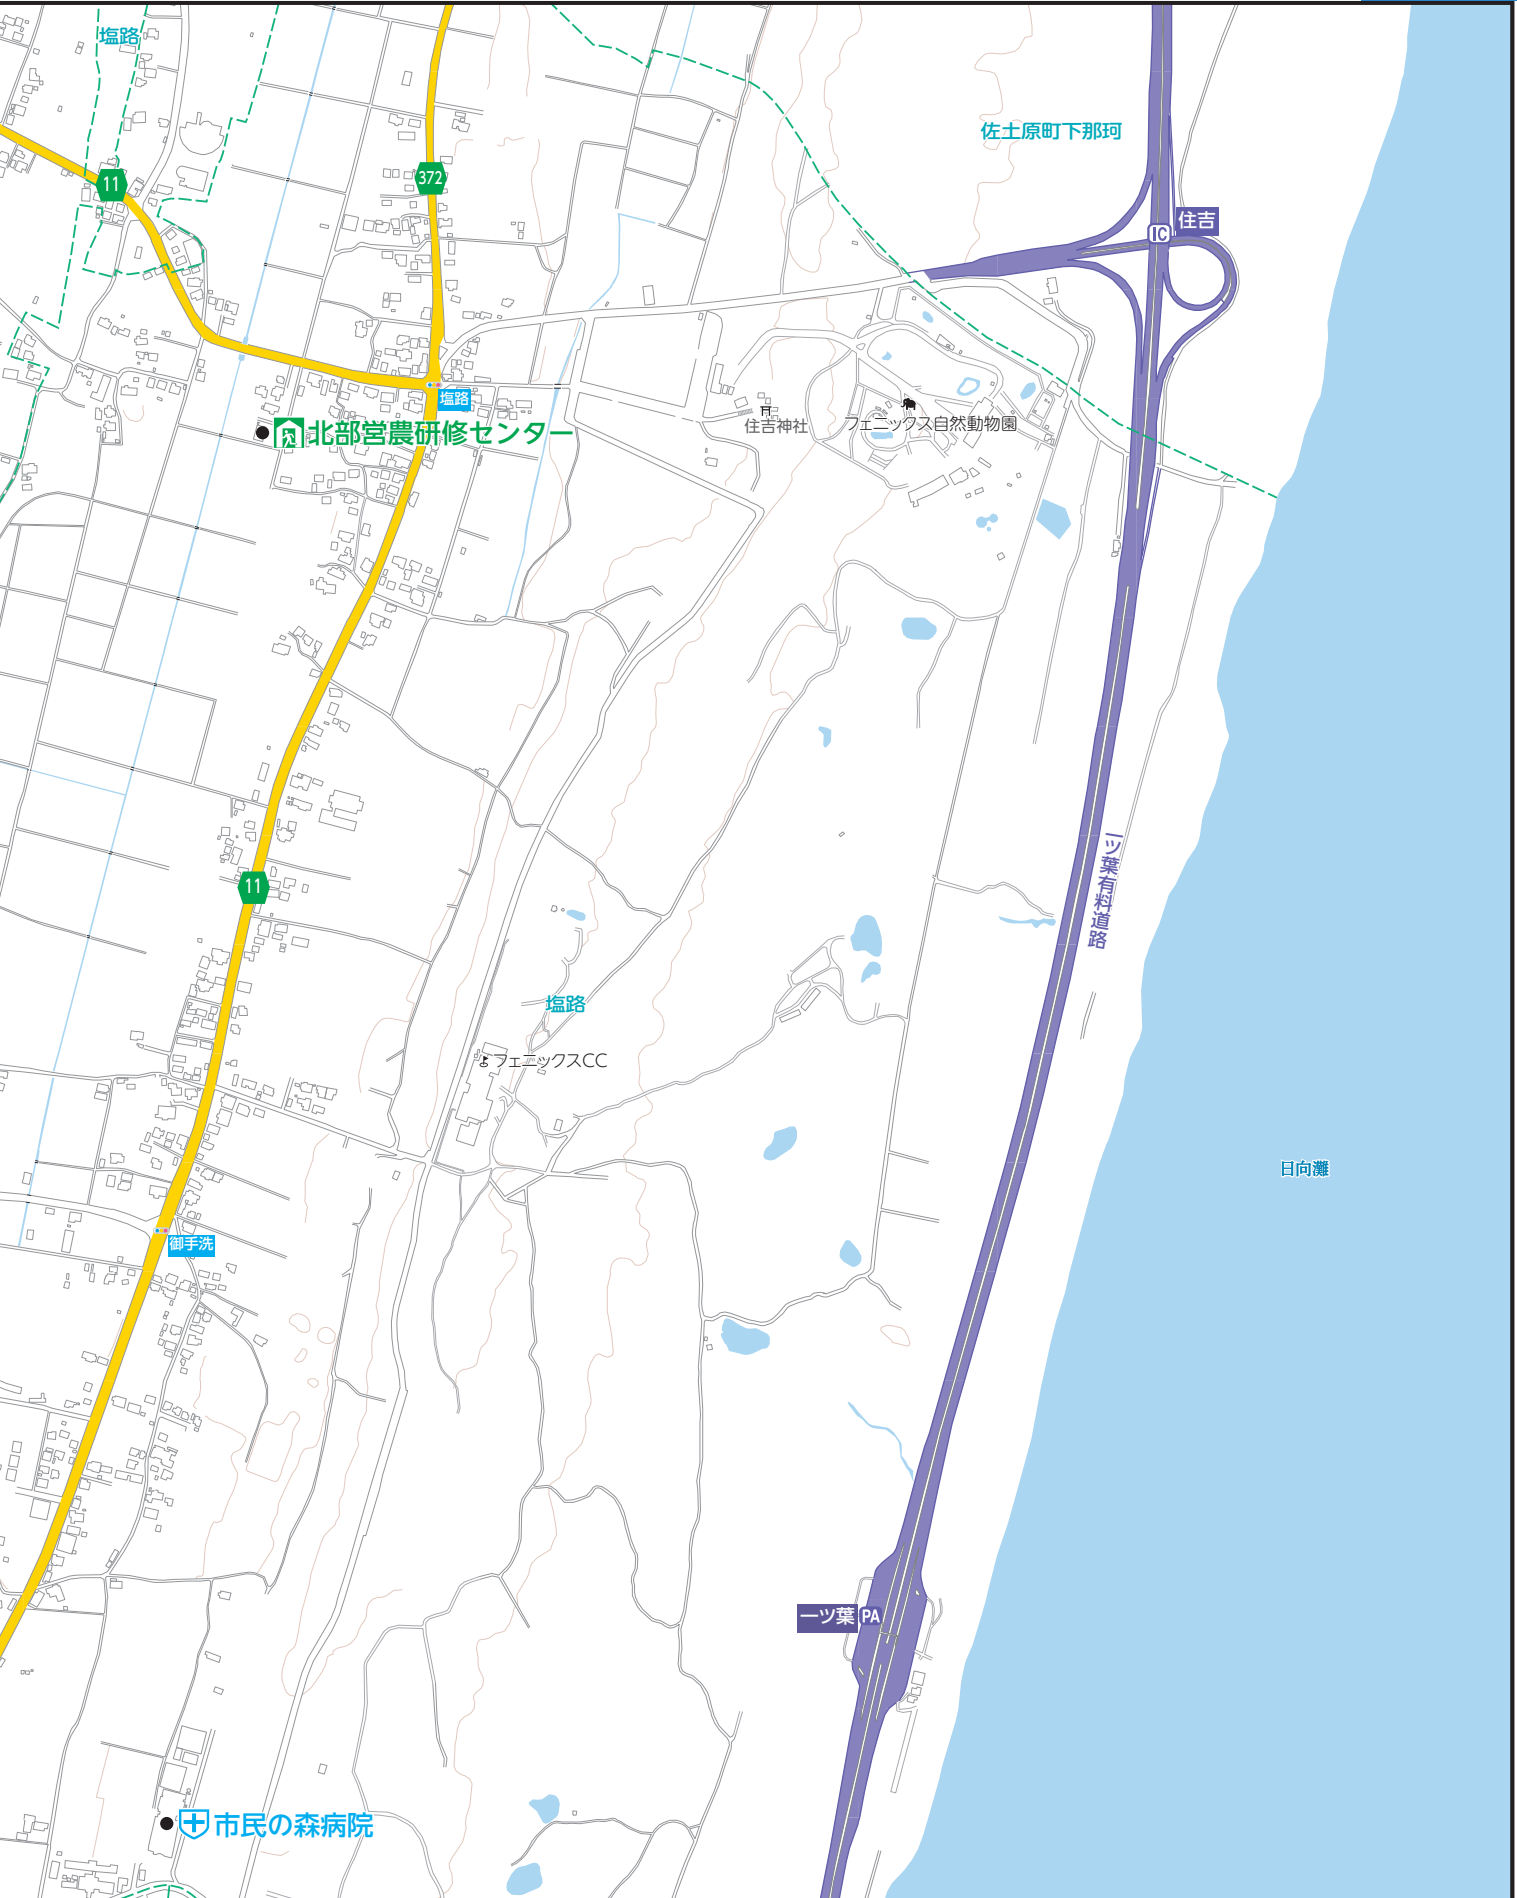 塩路
佐土原町下那珂
11
372
住吉
IC
塩路
住吉神社
フェニックス自然動物園
北部営農研修センター
一ツ葉有料道路
11
塩路
フェニックスCC
日向灘
御手洗
一ツ葉 PA
市民の森病院